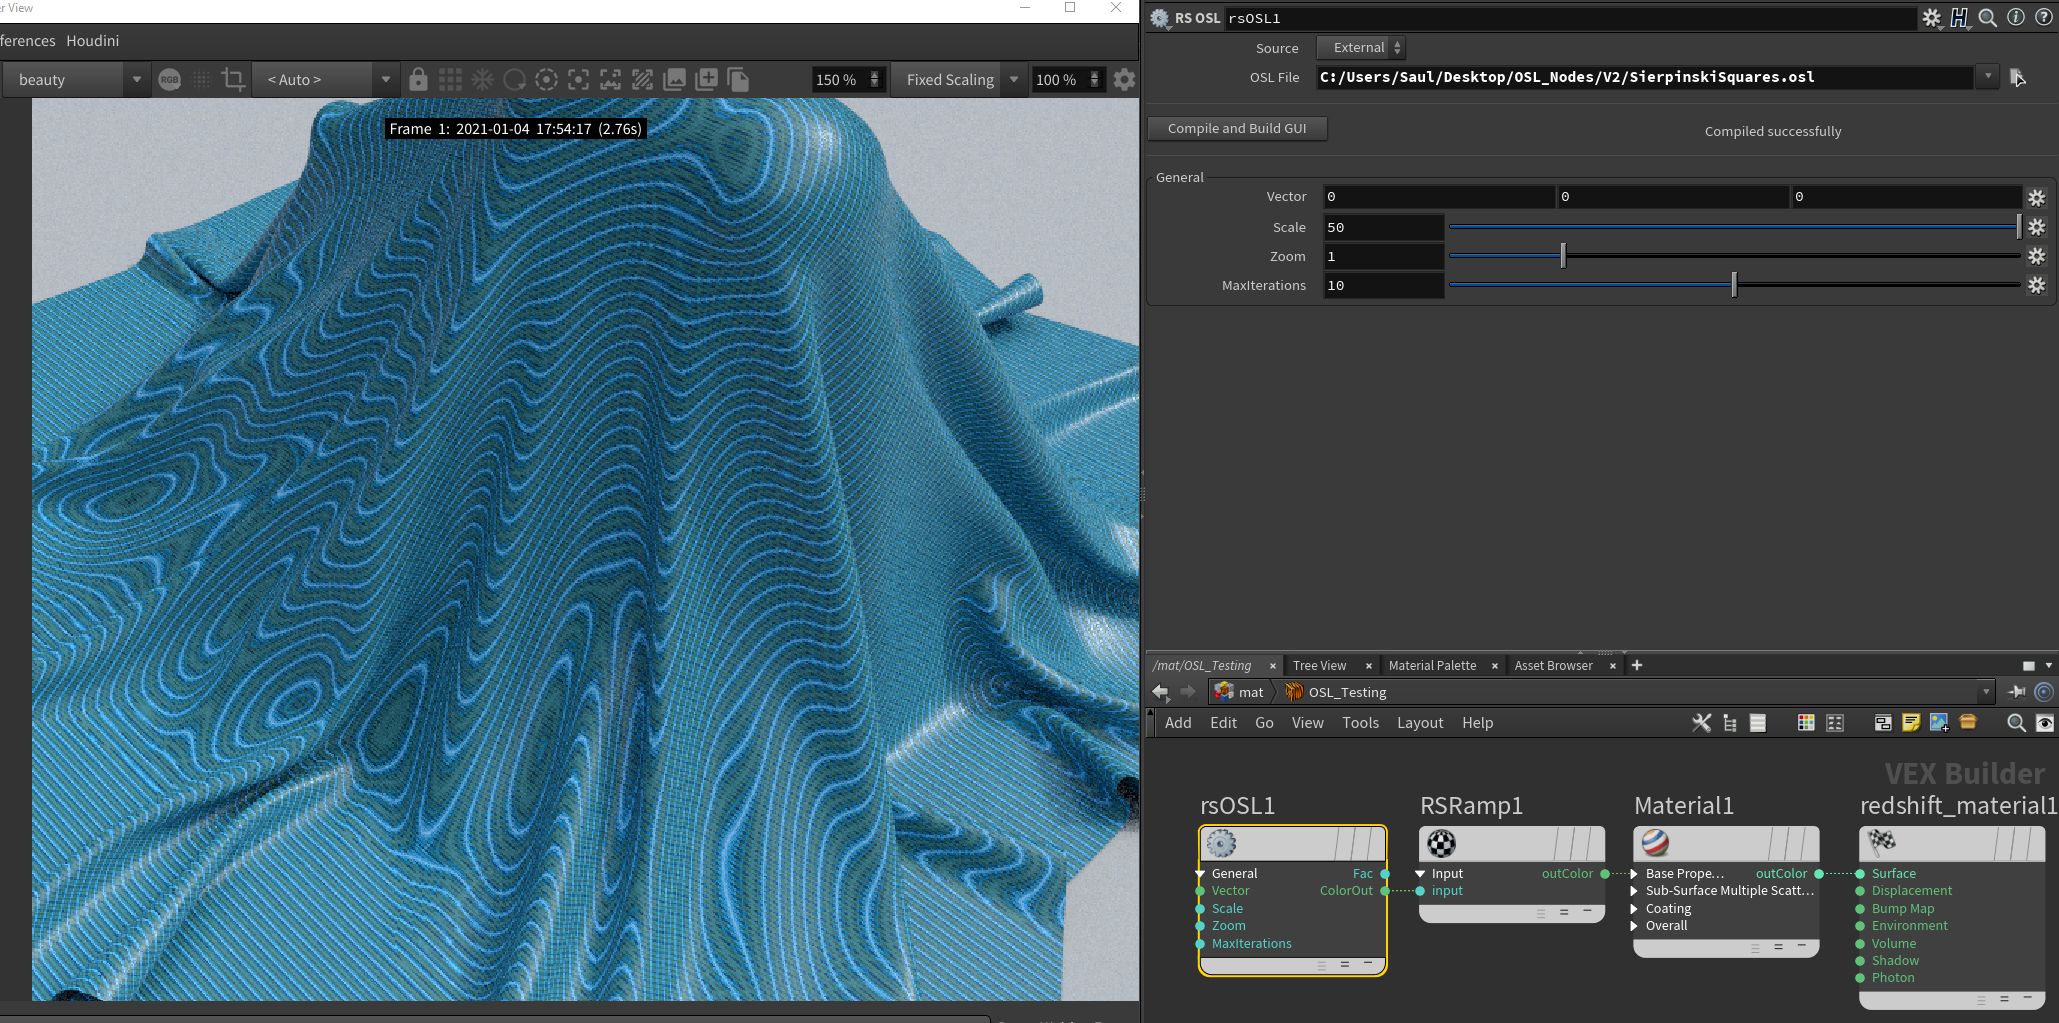 er View
ferences Houdini
beauty
RGB
< Auto >
150 %
Fixed Scaling
100 %
Frame 1: 2021-01-04 17:54:17 (2.76s)
RS OSL rsOSL1
Source External
OSL File C:/Users/Saul/Desktop/OSL_Nodes/V2/SierpinskiSquares.osl
Compile and Build GUI
Compiled successfully
General
Vector 0 0 0
Scale 50
Zoom 1
MaxIterations 10
/mat/OSL_Testing × Tree View × Material Palette × Asset Browser × +
mat OSL_Testing
Add Edit Go View Tools Layout Help
VEX Builder
rsOSL1
General Fac
Vector ColorOut
Scale
Zoom
MaxIterations
RSRamp1
Input outColor
input
Material1
Base Prope... outColor
Sub-Surface Multiple Scatt...
Coating
Overall
redshift_material1
Surface
Displacement
Bump Map
Environment
Volume
Shadow
Photon